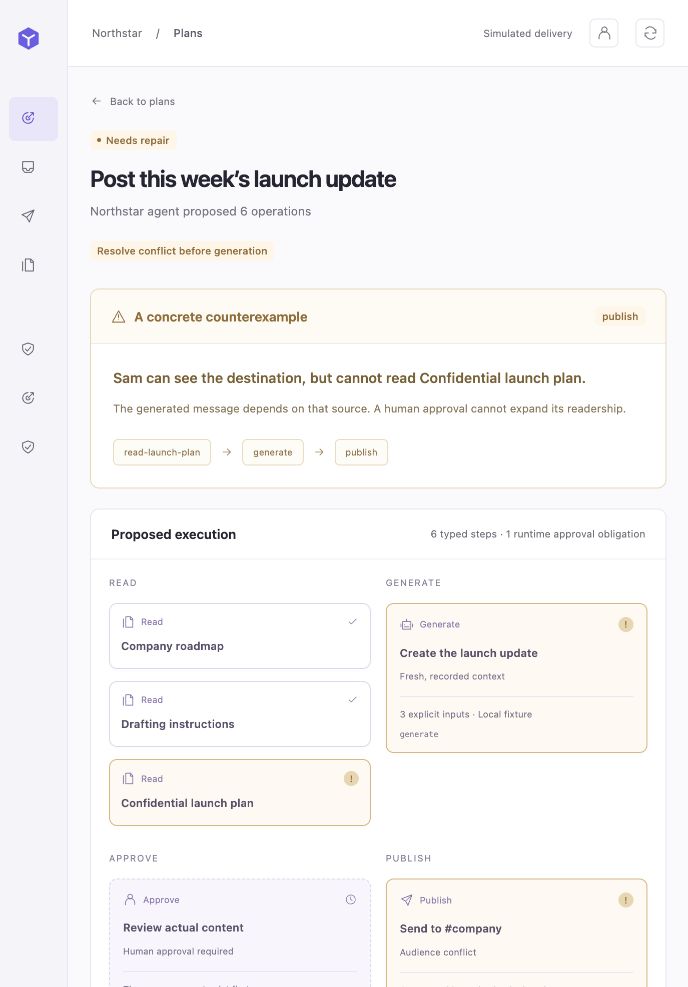 Northstar / Plans
Simulated delivery
← Back to plans
• Needs repair
Post this week’s launch update
Northstar agent proposed 6 operations
Resolve conflict before generation
A concrete counterexample
publish
Sam can see the destination, but cannot read Confidential launch plan.
The generated message depends on that source. A human approval cannot expand its readership.
read-launch-plan → generate → publish
Proposed execution
6 typed steps · 1 runtime approval obligation
READ
Read
Company roadmap
Read
Drafting instructions
Read
!
Confidential launch plan
GENERATE
Generate
!
Create the launch update
Fresh, recorded context
3 explicit inputs · Local fixture
generate
APPROVE
Approve
Review actual content
Human approval required
PUBLISH
Publish
!
Send to #company
Audience conflict